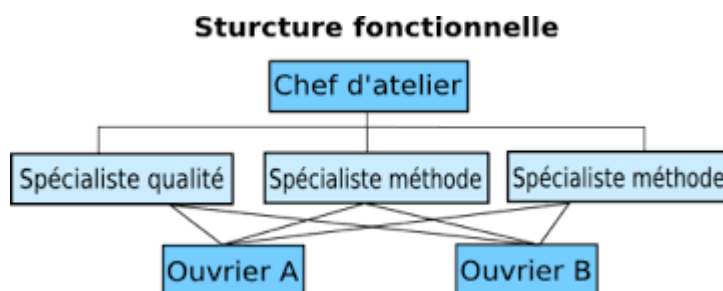 Sturcture fonctionnelle
Chef d'atelier
Spécialiste qualité
Spécialiste méthode
Spécialiste méthode
Ouvrier A
Ouvrier B